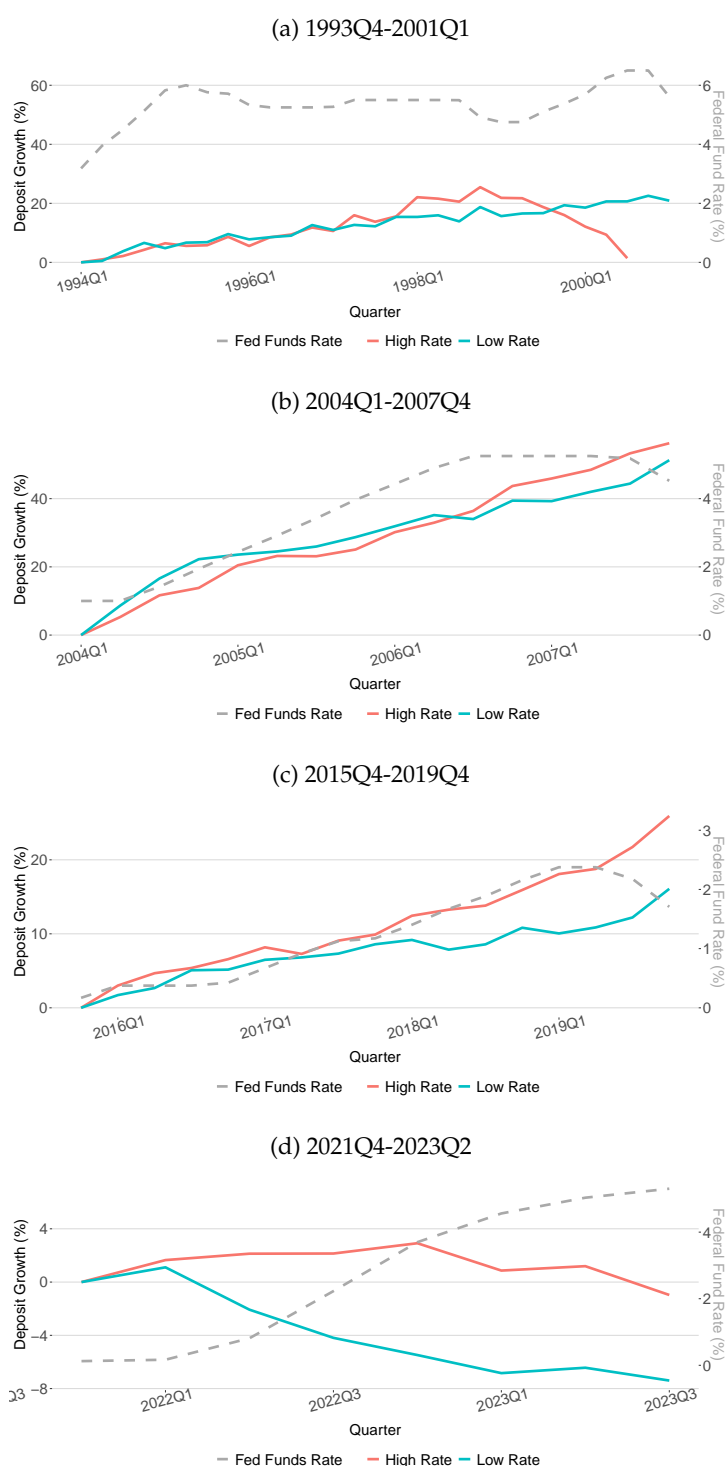 (a) 1993Q4-2001Q1
Deposit Growth (%)
60
40
20
0
6
4
2
0
Federal Fund Rate (%)
1994Q1
1996Q1
1998Q1
2000Q1
Quarter
Fed Funds Rate High Rate Low Rate
(b) 2004Q1-2007Q4
Deposit Growth (%)
40
20
0
4
2
0
Federal Fund Rate (%)
2004Q1
2005Q1
2006Q1
2007Q1
Quarter
Fed Funds Rate High Rate Low Rate
(c) 2015Q4-2019Q4
Deposit Growth (%)
20
10
0
3
2
1
0
Federal Fund Rate (%)
2016Q1
2017Q1
2018Q1
2019Q1
Quarter
Fed Funds Rate High Rate Low Rate
(d) 2021Q4-2023Q2
Deposit Growth (%)
4
0
−4
−8
4
2
0
Federal Fund Rate (%)
Q3
2022Q1
2022Q3
2023Q1
2023Q3
Quarter
Fed Funds Rate High Rate Low Rate